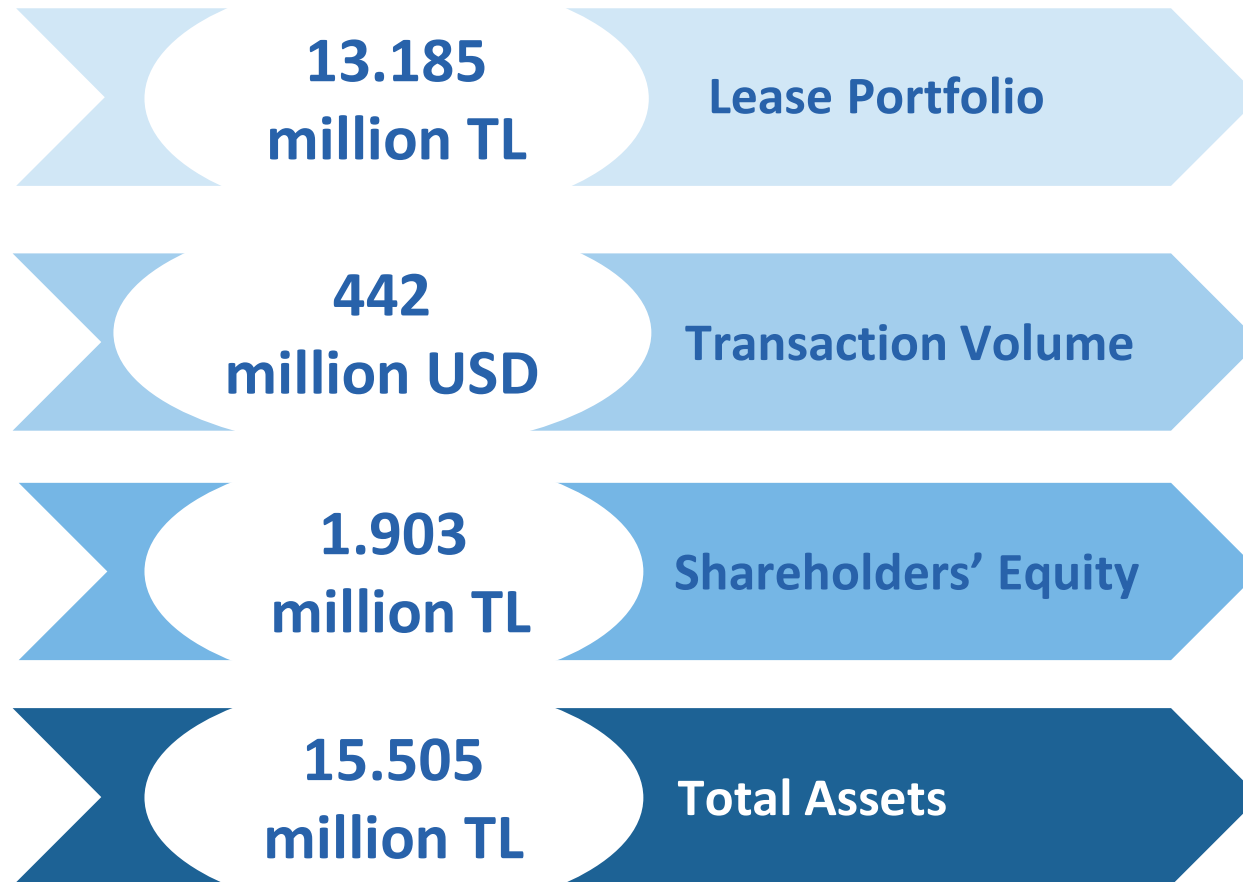 13.185
million TL
Lease Portfolio
442
million USD
Transaction Volume
1.903
million TL
Shareholders’ Equity
15.505
million TL
Total Assets